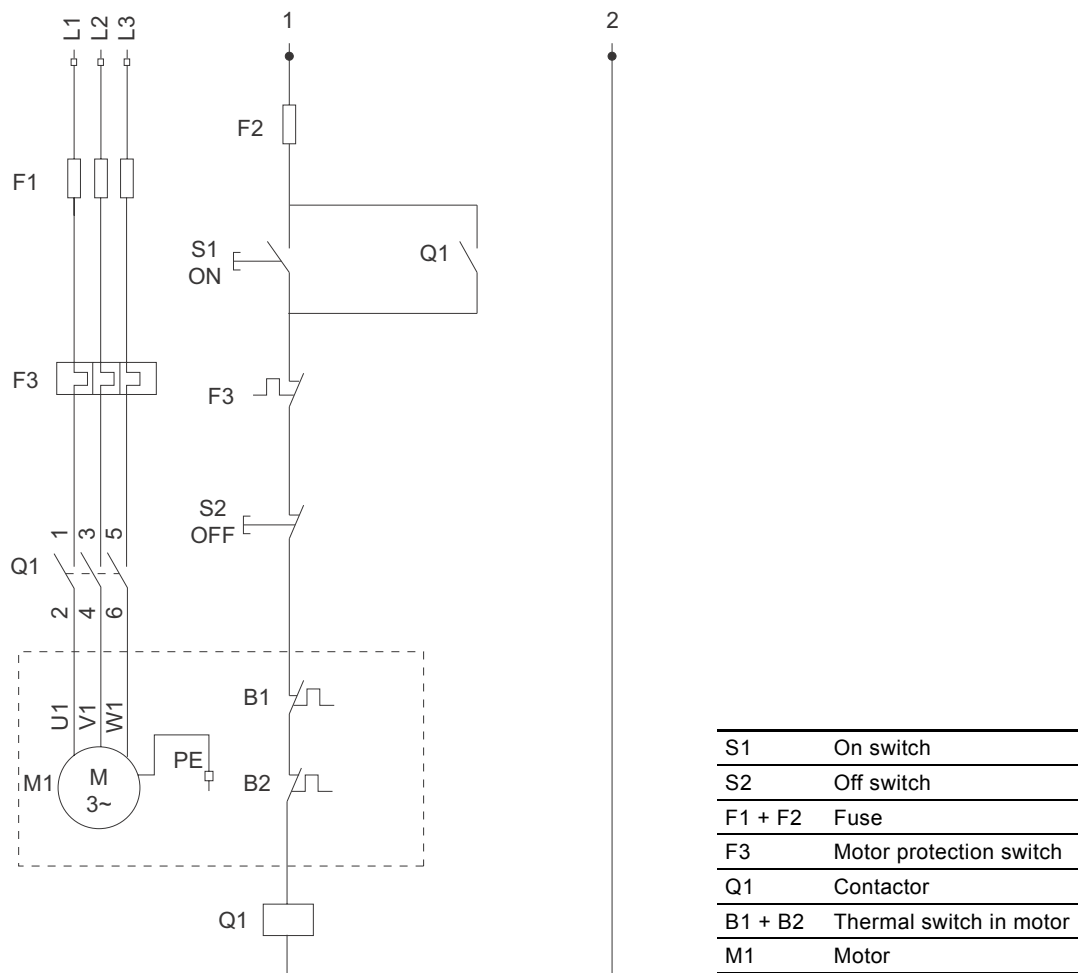 L1 L2 L3
1
2
F2
F1
S1
ON
Q1
F3
F3
S2
OFF
1 3 5
Q1
2 4 6
B1
U1 V1 W1
PE
M1
M
3~
B2
Q1
S1 On switch
S2 Off switch
F1 + F2 Fuse
F3 Motor protection switch
Q1 Contactor
B1 + B2 Thermal switch in motor
M1 Motor